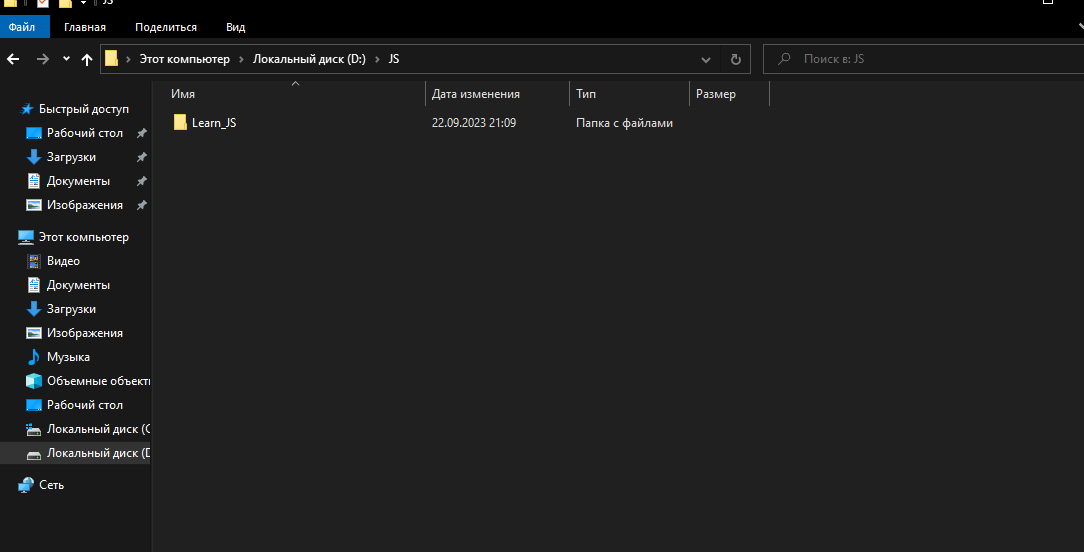 JS
Файл Главная Поделиться Вид
Этот компьютер Локальный диск (D:) JS
Поиск в: JS
Имя Дата изменения Тип Размер
Learn_JS 22.09.2023 21:09 Папка с файлами
Быстрый доступ
Рабочий стол
Загрузки
Документы
Изображения
Этот компьютер
Видео
Документы
Загрузки
Изображения
Музыка
Объемные объект
Рабочий стол
Локальный диск (C
Локальный диск (D
Сеть